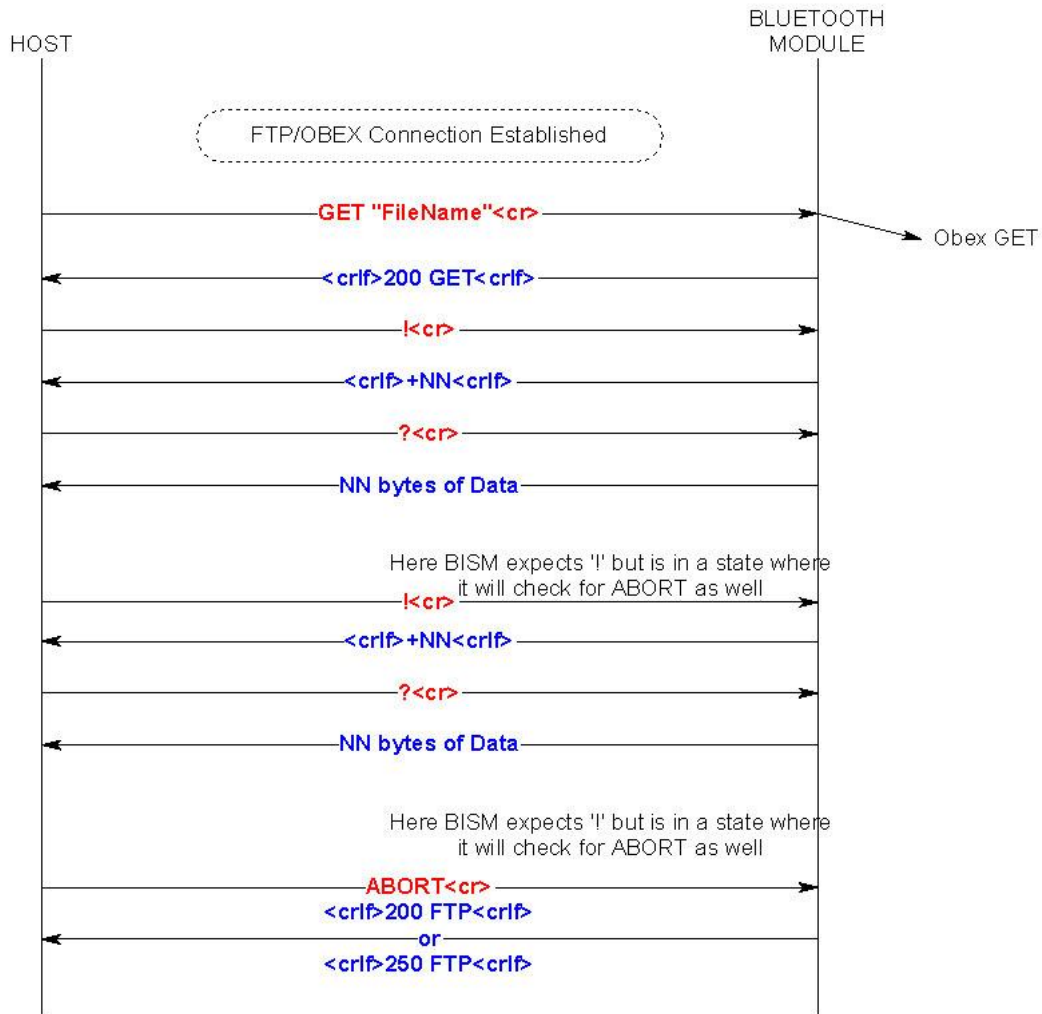 HOST
BLUETOOTH
MODULE
FTP/OBEX Connection Established
GET "FileName"<cr>
Obex GET
<crlf>200 GET<crlf>
!<cr>
<crlf>+NN<crlf>
?<cr>
NN bytes of Data
Here BISM expects '!' but is in a state where
it will check for ABORT as well
!<cr>
<crlf>+NN<crlf>
?<cr>
NN bytes of Data
Here BISM expects '!' but is in a state where
it will check for ABORT as well
ABORT<cr>
<crlf>200 FTP<crlf>
or
<crlf>250 FTP<crlf>